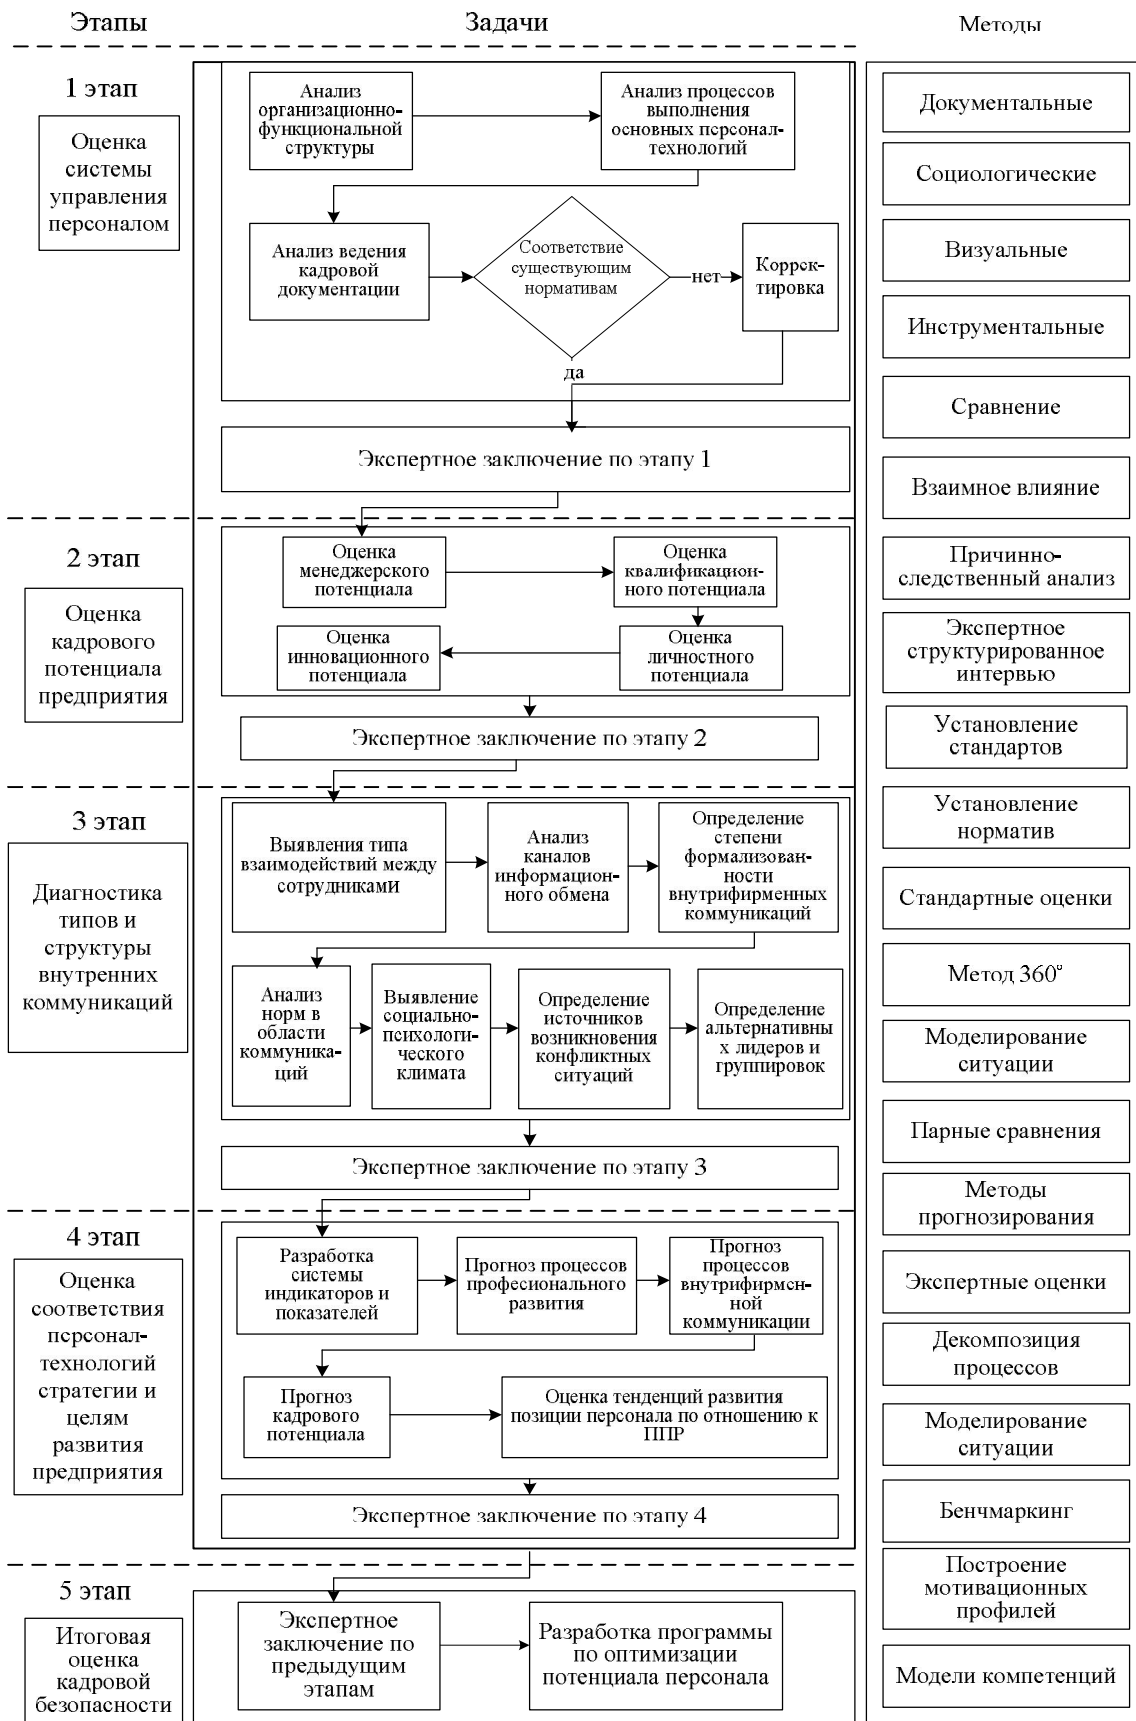 Этапы
Задачи
Методы
1 этап
Оценка
системы
управления
персоналом
Анализ
организационно-
функциональной
структуры
Анализ процессов
выполнения
основных персонал-
технологий
Анализ ведения
кадровой
документации
Соответствие
существующим
нормативам
нет
Коррек-
тировка
да
Экспертное заключение по этапу 1
2 этап
Оценка
кадрового
потенциала
предприятия
Оценка
менеджерского
потенциала
Оценка
квалификацион-
ного потенциала
Оценка
инновационного
потенциала
Оценка
личностного
потенциала
Экспертное заключение по этапу 2
3 этап
Диагностика
типов и
структуры
внутренних
коммуникаций
Выявления типа
взаимодействий между
сотрудниками
Анализ
каналов
информацион-
ного обмена
Определение
степени
формализован-
ности
внутрифирменных
коммуникаций
Анализ
норм в
области
коммуника-
ций
Выявление
социально-
психологи-
ческого
климата
Определение
источников
возникновения
конфликтных
ситуаций
Определение
альтернативны
х лидеров и
группировок
Экспертное заключение по этапу 3
4 этап
Оценка
соответствия
персонал-
технологий
стратегии и
целям
развития
предприятия
Разработка
системы
индикаторов и
показателей
Прогноз процессов
професионального
развития
Прогноз
процессов
внутрифирмен-
ной
коммуникации
Прогноз
кадрового
потенциала
Оценка тенденций развития
позиции персонала по отношению к
ППР
Экспертное заключение по этапу 4
5 этап
Итоговая
оценка
кадровой
безопасности
Экспертное
заключение по
предыдущим
этапам
Разработка программы
по оптимизации
потенциала персонала
Документальные
Социологические
Визуальные
Инструментальные
Сравнение
Взаимное влияние
Причинно-
следственный анализ
Экспертное
структурированное
интервью
Установление
стандартов
Установление
норматив
Стандартные оценки
Метод 360°
Моделирование
ситуации
Парные сравнения
Методы
прогнозирования
Экспертные оценки
Декомпозиция
процессов
Моделирование
ситуации
Бенчмаркинг
Построение
мотивационных
профилей
Модели компетенций